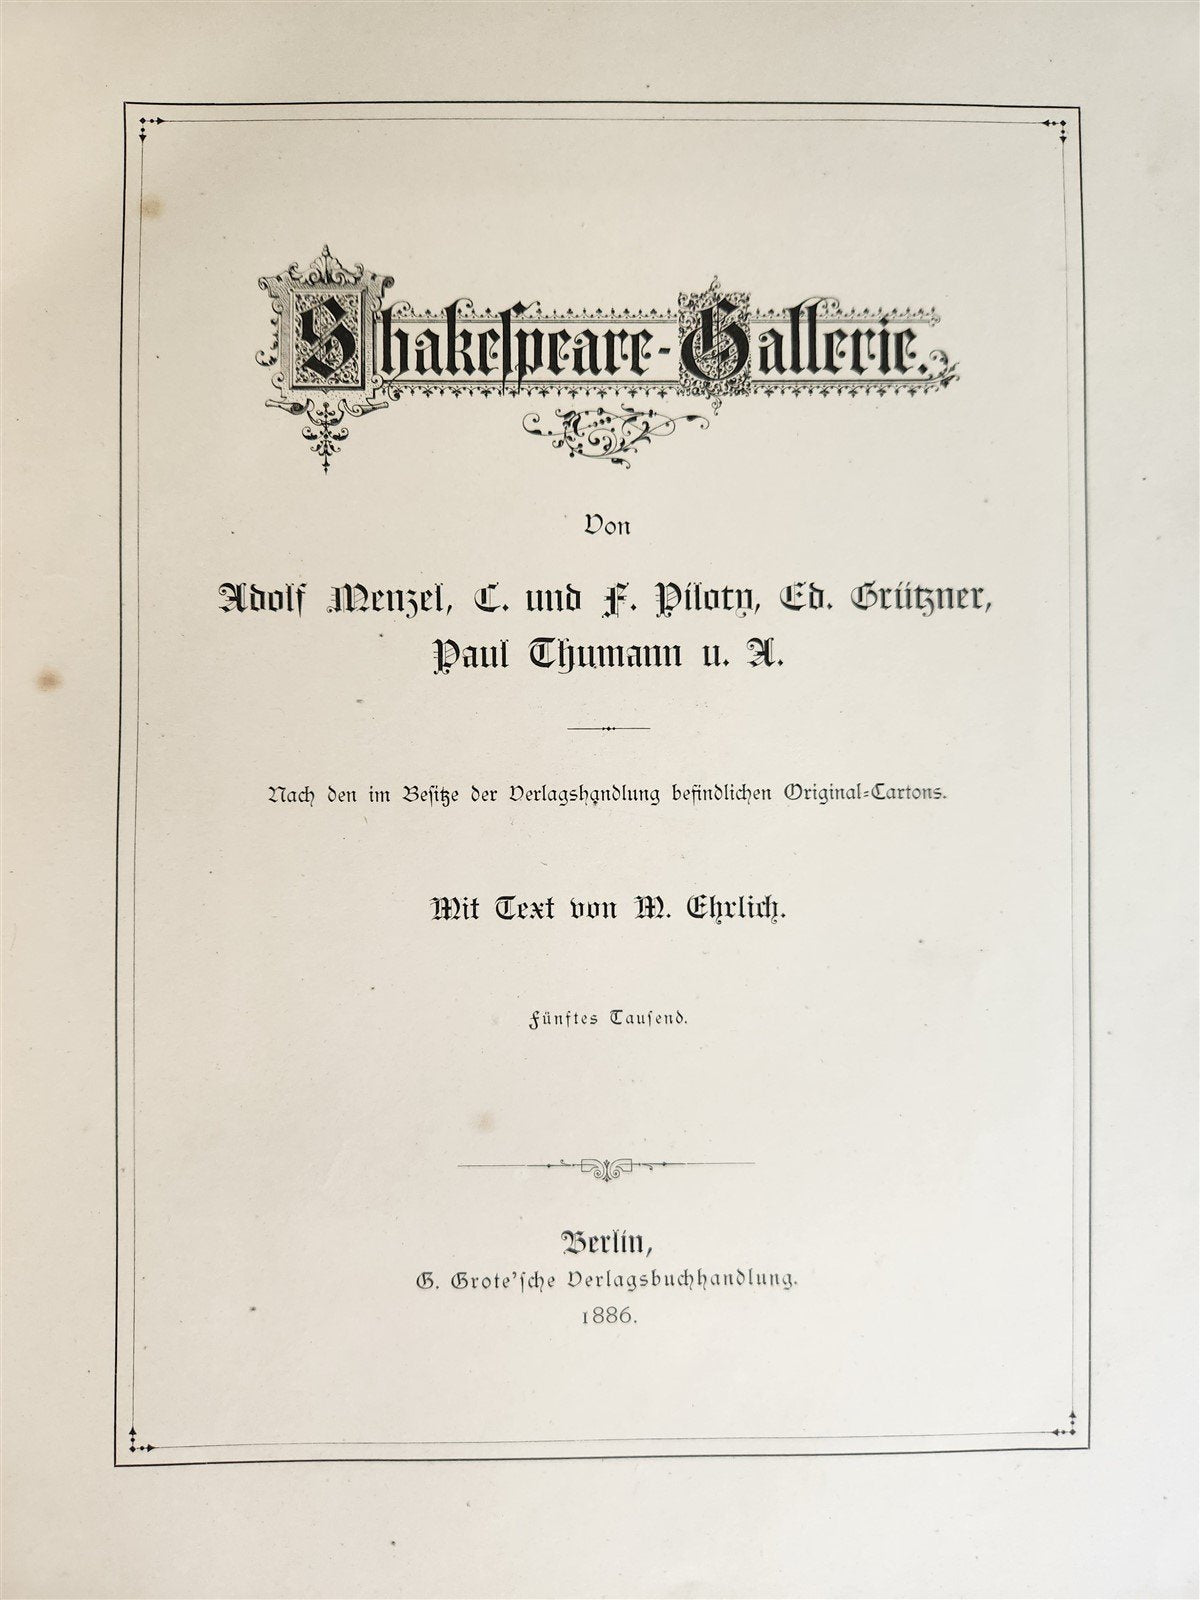 Shakespeare-Gallerie.
Von
Adolf Menzel, C. und F. Piloty, Ed. Grützner,
Paul Thumann u. A.
Nach den im Besitze der Verlagshandlung befindlichen Original-Cartons.
Mit Text von M. Ehrlich.
Fünftes Tausend.
Berlin,
G. Grote'sche Verlagsbuchhandlung.
1886.